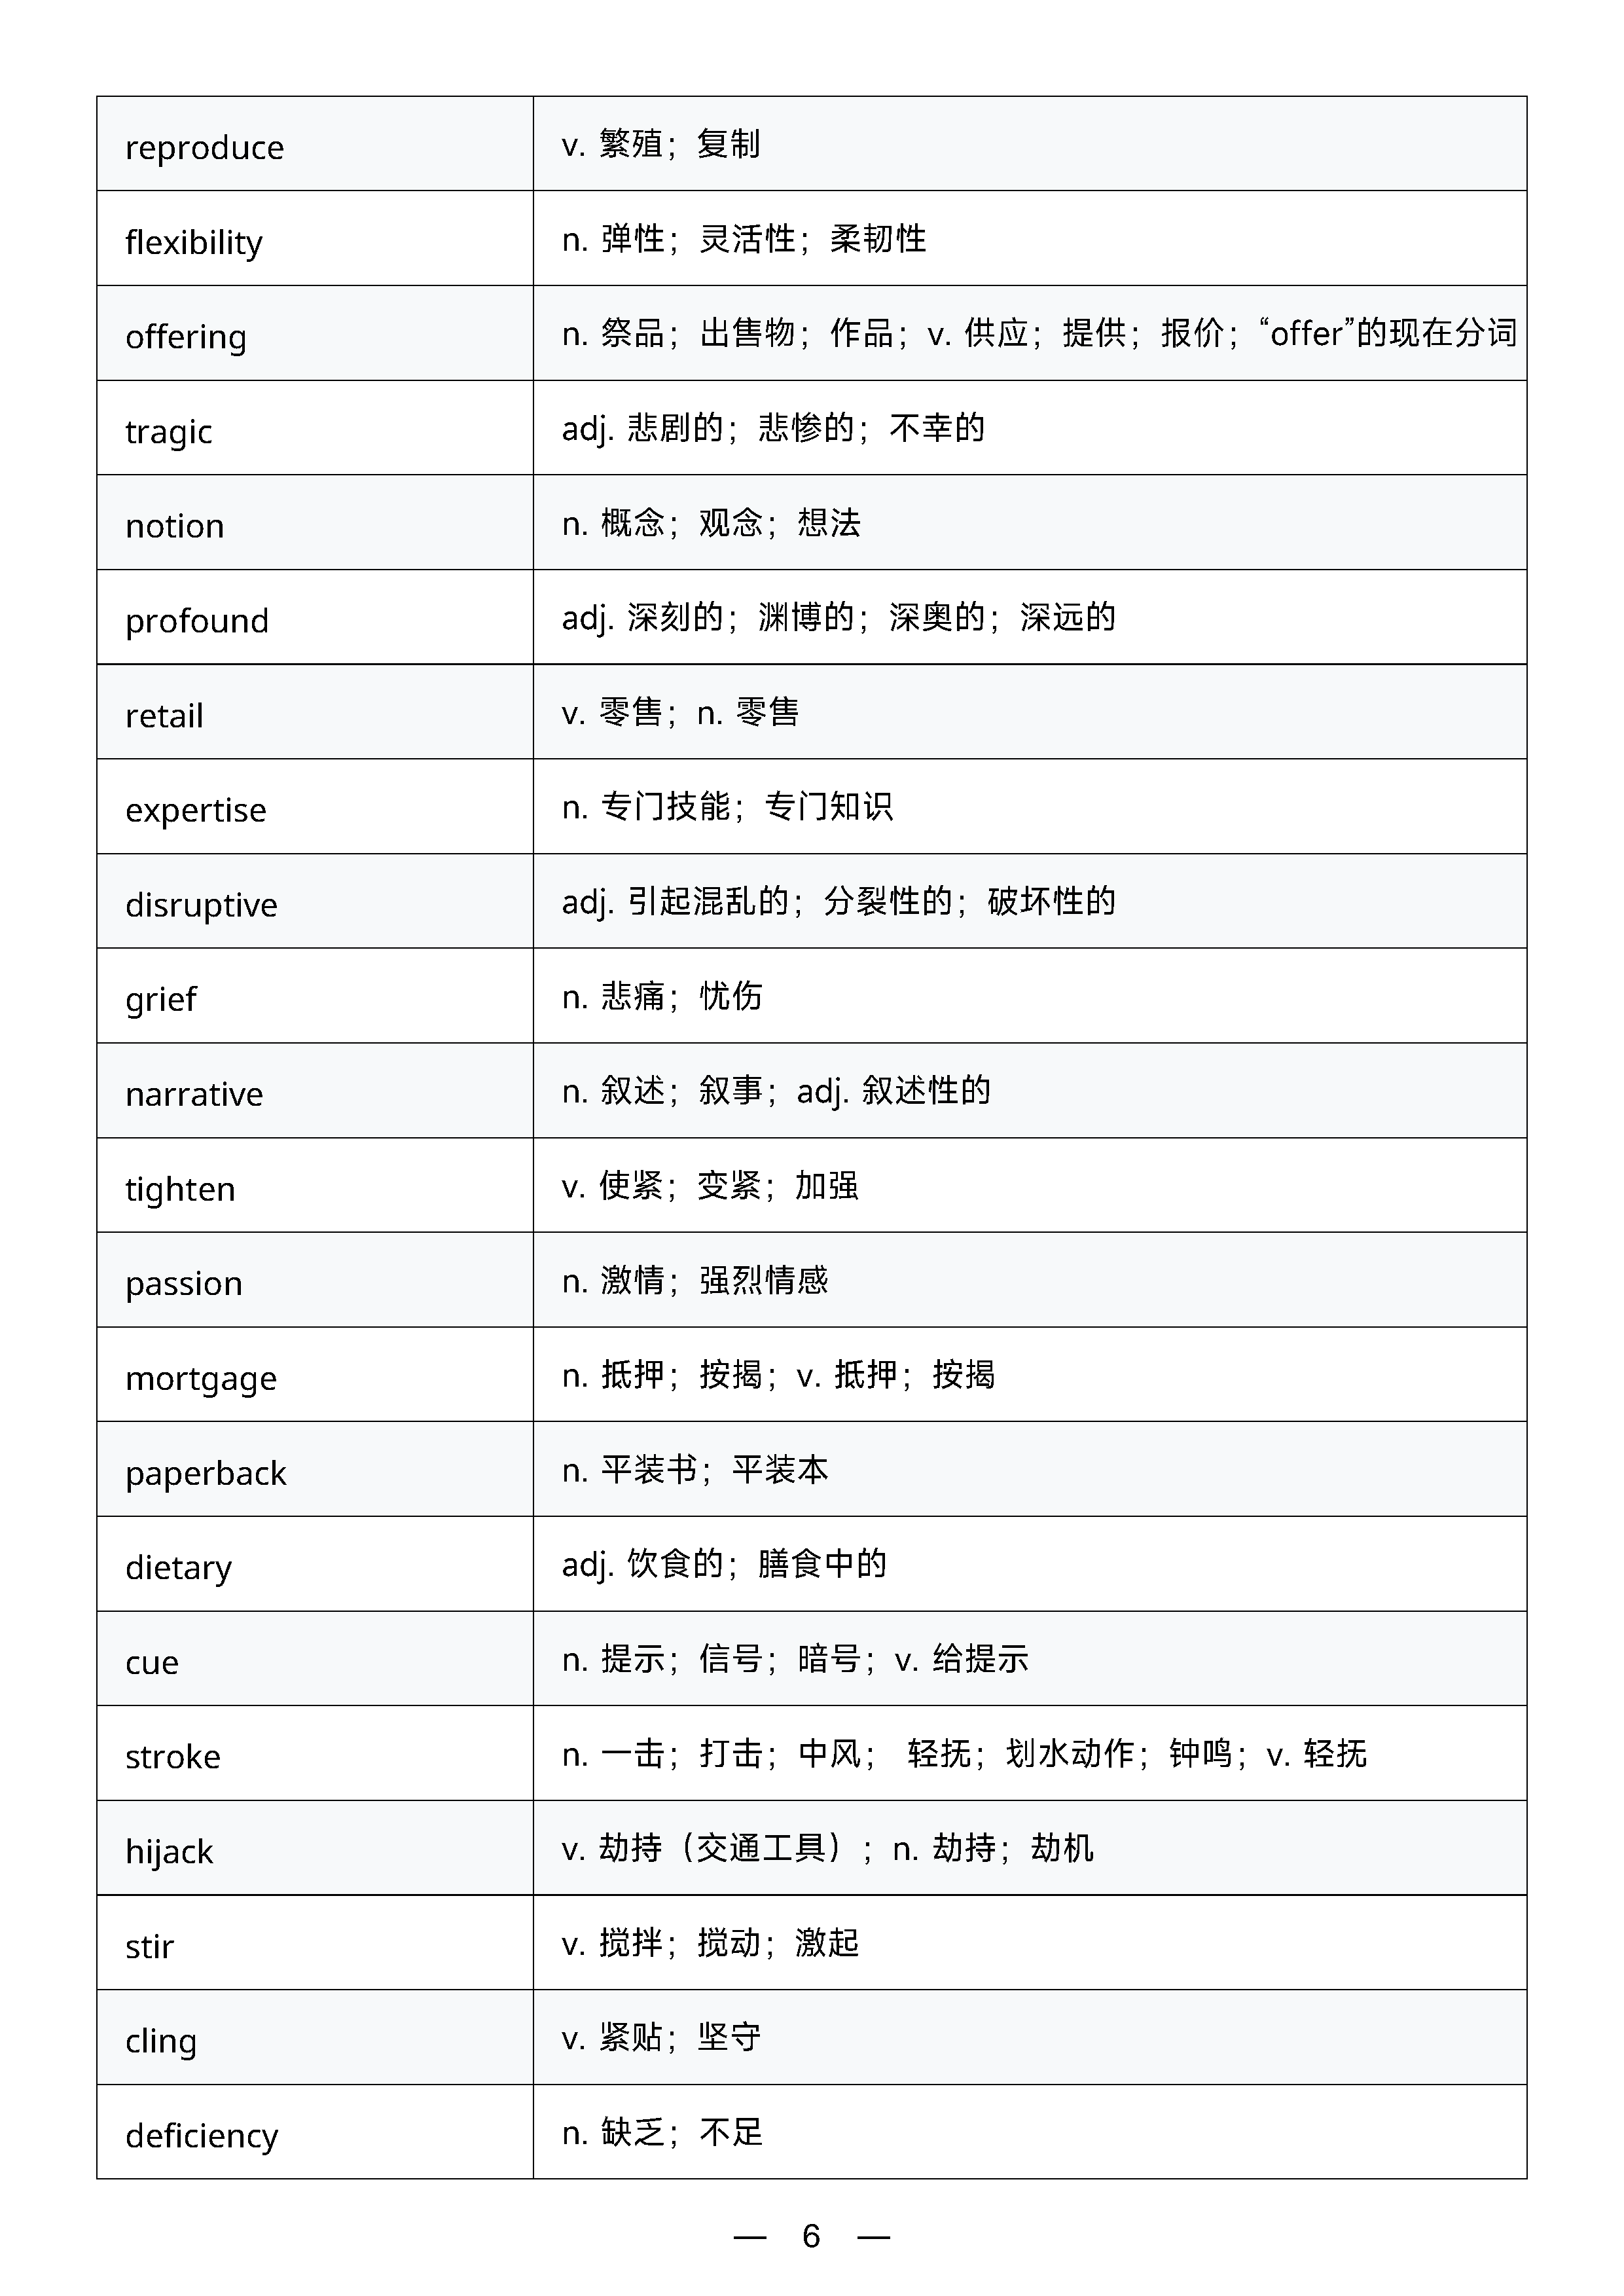 reproduce v. 繁殖；复制
flexibility n. 弹性；灵活性；柔韧性
offering n. 祭品；出售物；作品；v. 供应；提供；报价；“offer”的现在分词
tragic adj. 悲剧的；悲惨的；不幸的
notion n. 概念；观念；想法
profound adj. 深刻的；渊博的；深奥的；深远的
retail v. 零售；n. 零售
expertise n. 专门技能；专门知识
disruptive adj. 引起混乱的；分裂性的；破坏性的
grief n. 悲痛；忧伤
narrative n. 叙述；叙事；adj. 叙述性的
tighten v. 使紧；变紧；加强
passion n. 激情；强烈情感
mortgage n. 抵押；按揭；v. 抵押；按揭
paperback n. 平装书；平装本
dietary adj. 饮食的；膳食中的
cue n. 提示；信号；暗号；v. 给提示
stroke n. 一击；打击；中风； 轻抚；划水动作；钟鸣；v. 轻抚
hijack v. 劫持（交通工具）；n. 劫持；劫机
stir v. 搅拌；搅动；激起
cling v. 紧贴；坚守
deficiency n. 缺乏；不足
— 6 —